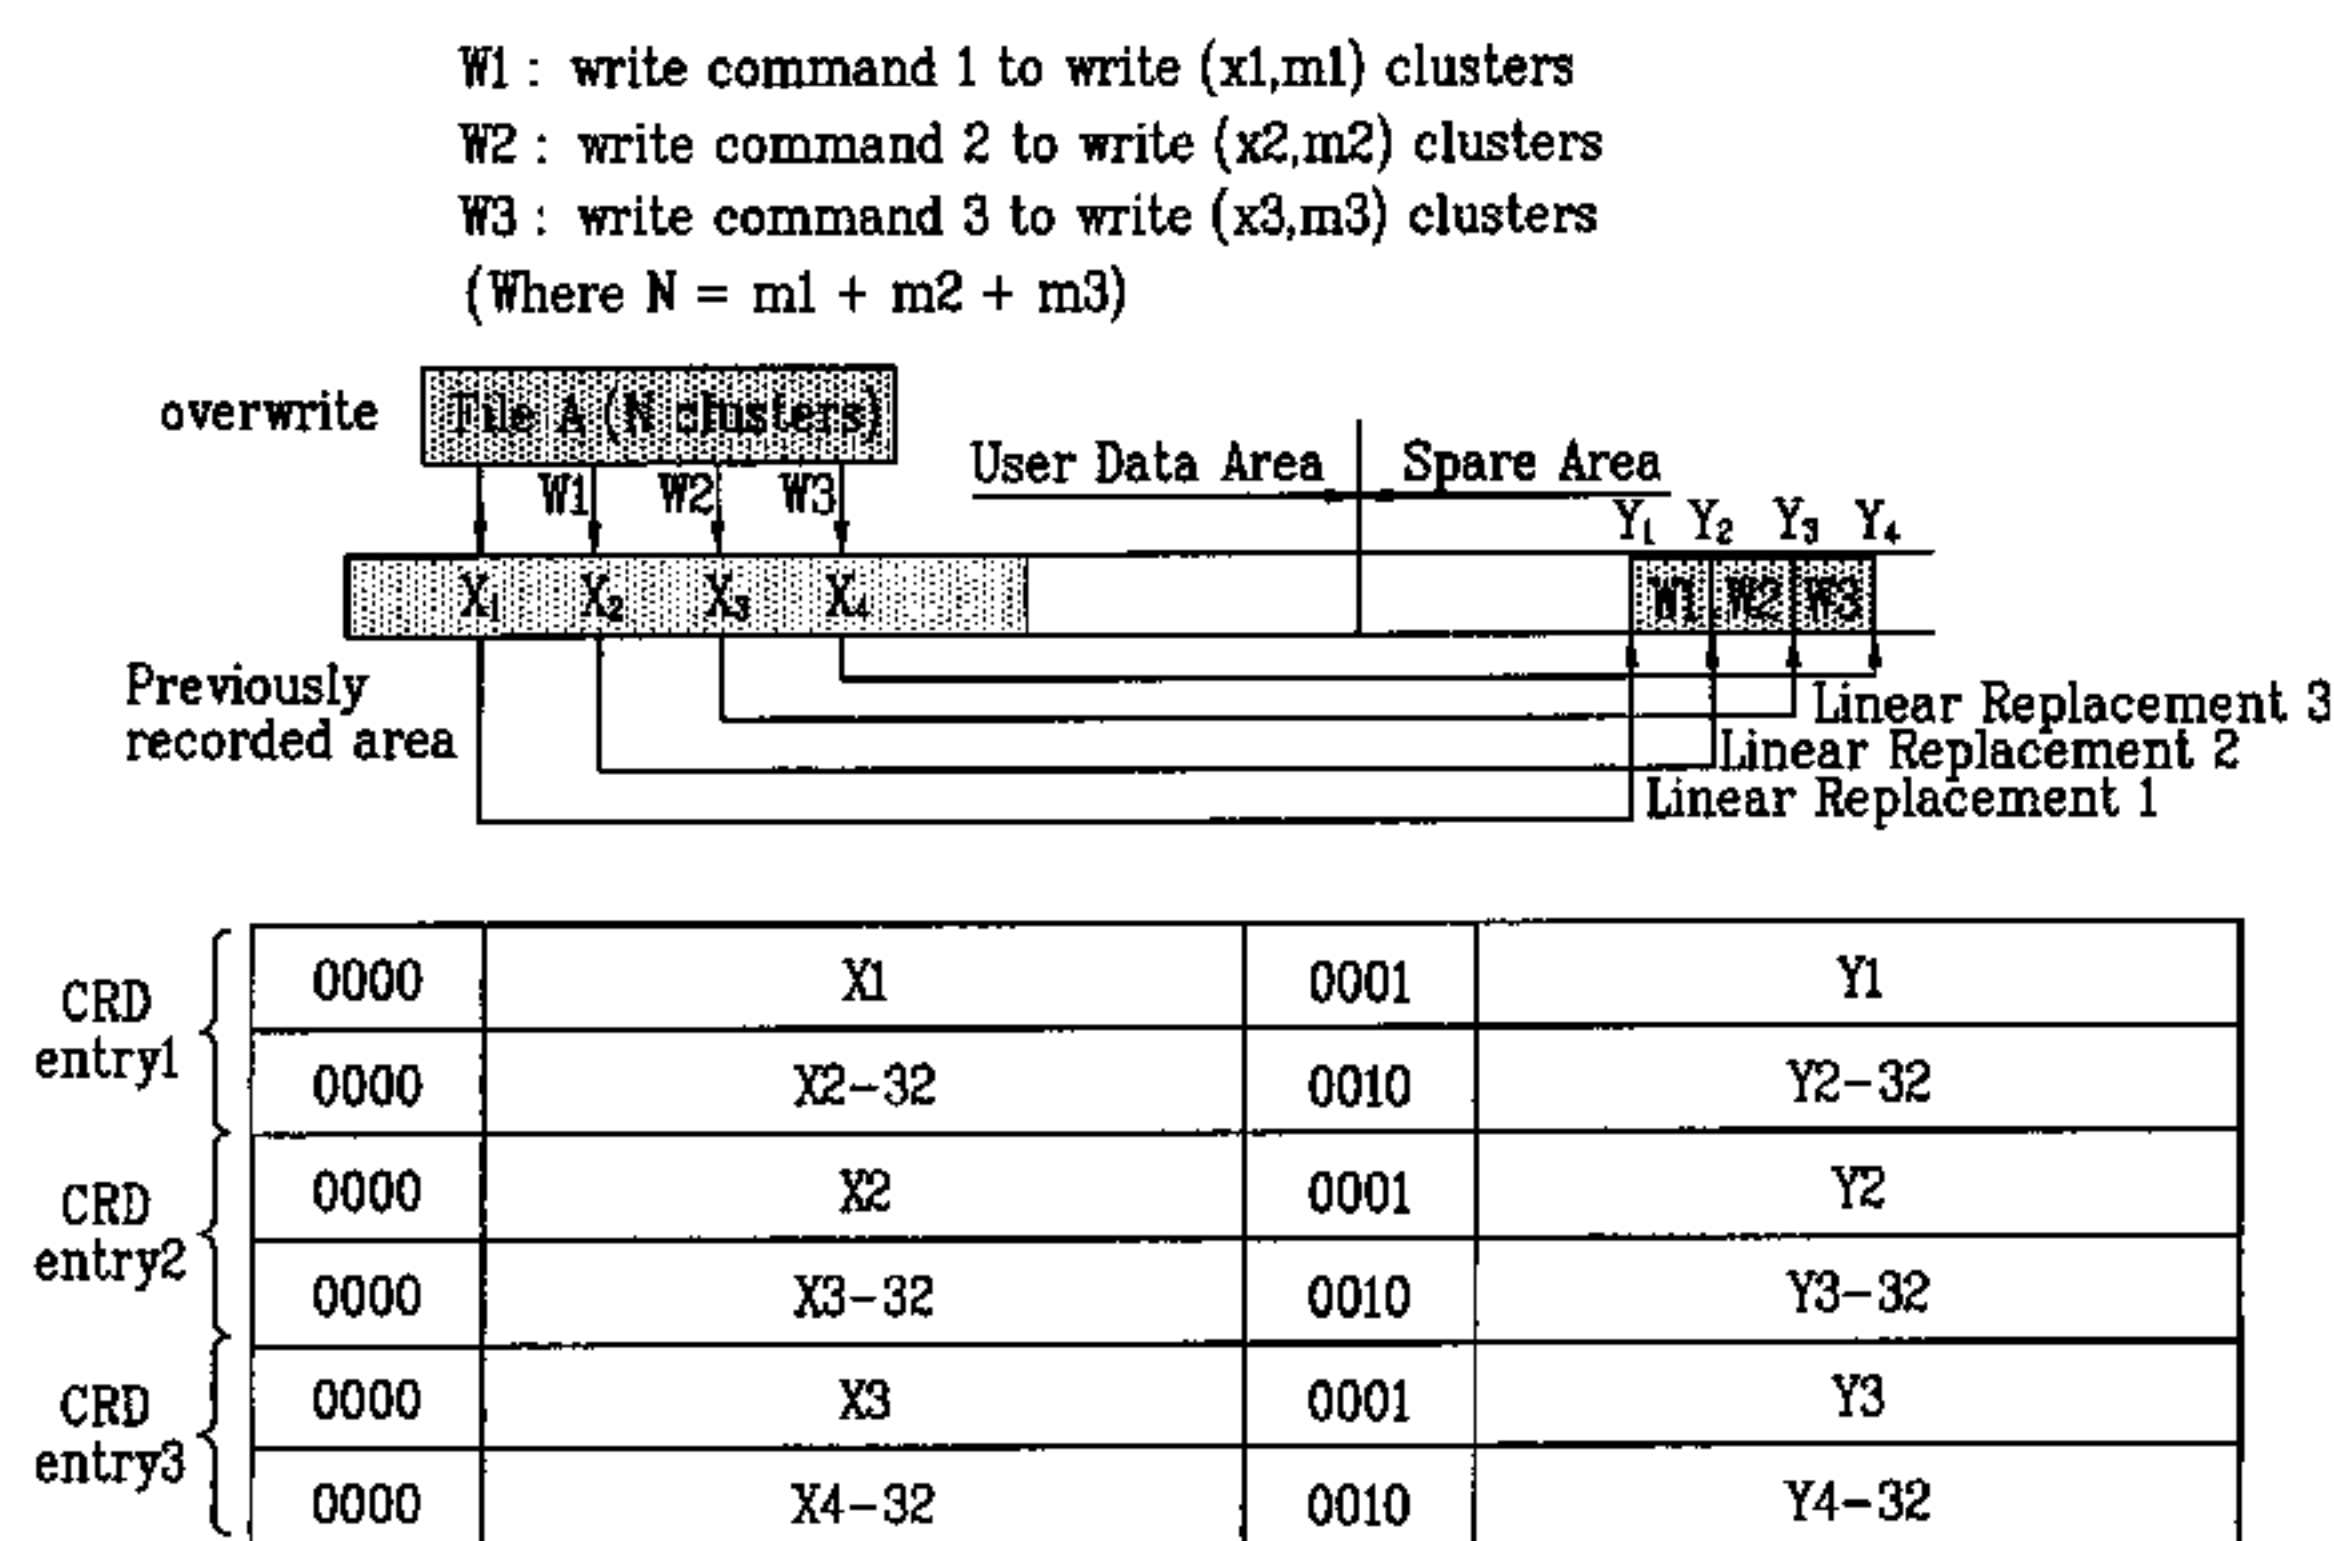 W1 : write command 1 to write (x1,m1) clusters
W2 : write command 2 to write (x2,m2) clusters
W3 : write command 3 to write (x3,m3) clusters
(Where N = m1 + m2 + m3)
overwrite
File A (N clusters)
User Data Area
Spare Area
W1 W2 W3
Y1 Y2 Y3 Y4
X1 X2 X3 X4
W1 W2 W3
Previously
recorded area
Linear Replacement 3
Linear Replacement 2
Linear Replacement 1
CRD
entry1
0000 X1 0001 Y1
0000 X2-32 0010 Y2-32
CRD
entry2
0000 X2 0001 Y2
0000 X3-32 0010 Y3-32
CRD
entry3
0000 X3 0001 Y3
0000 X4-32 0010 Y4-32